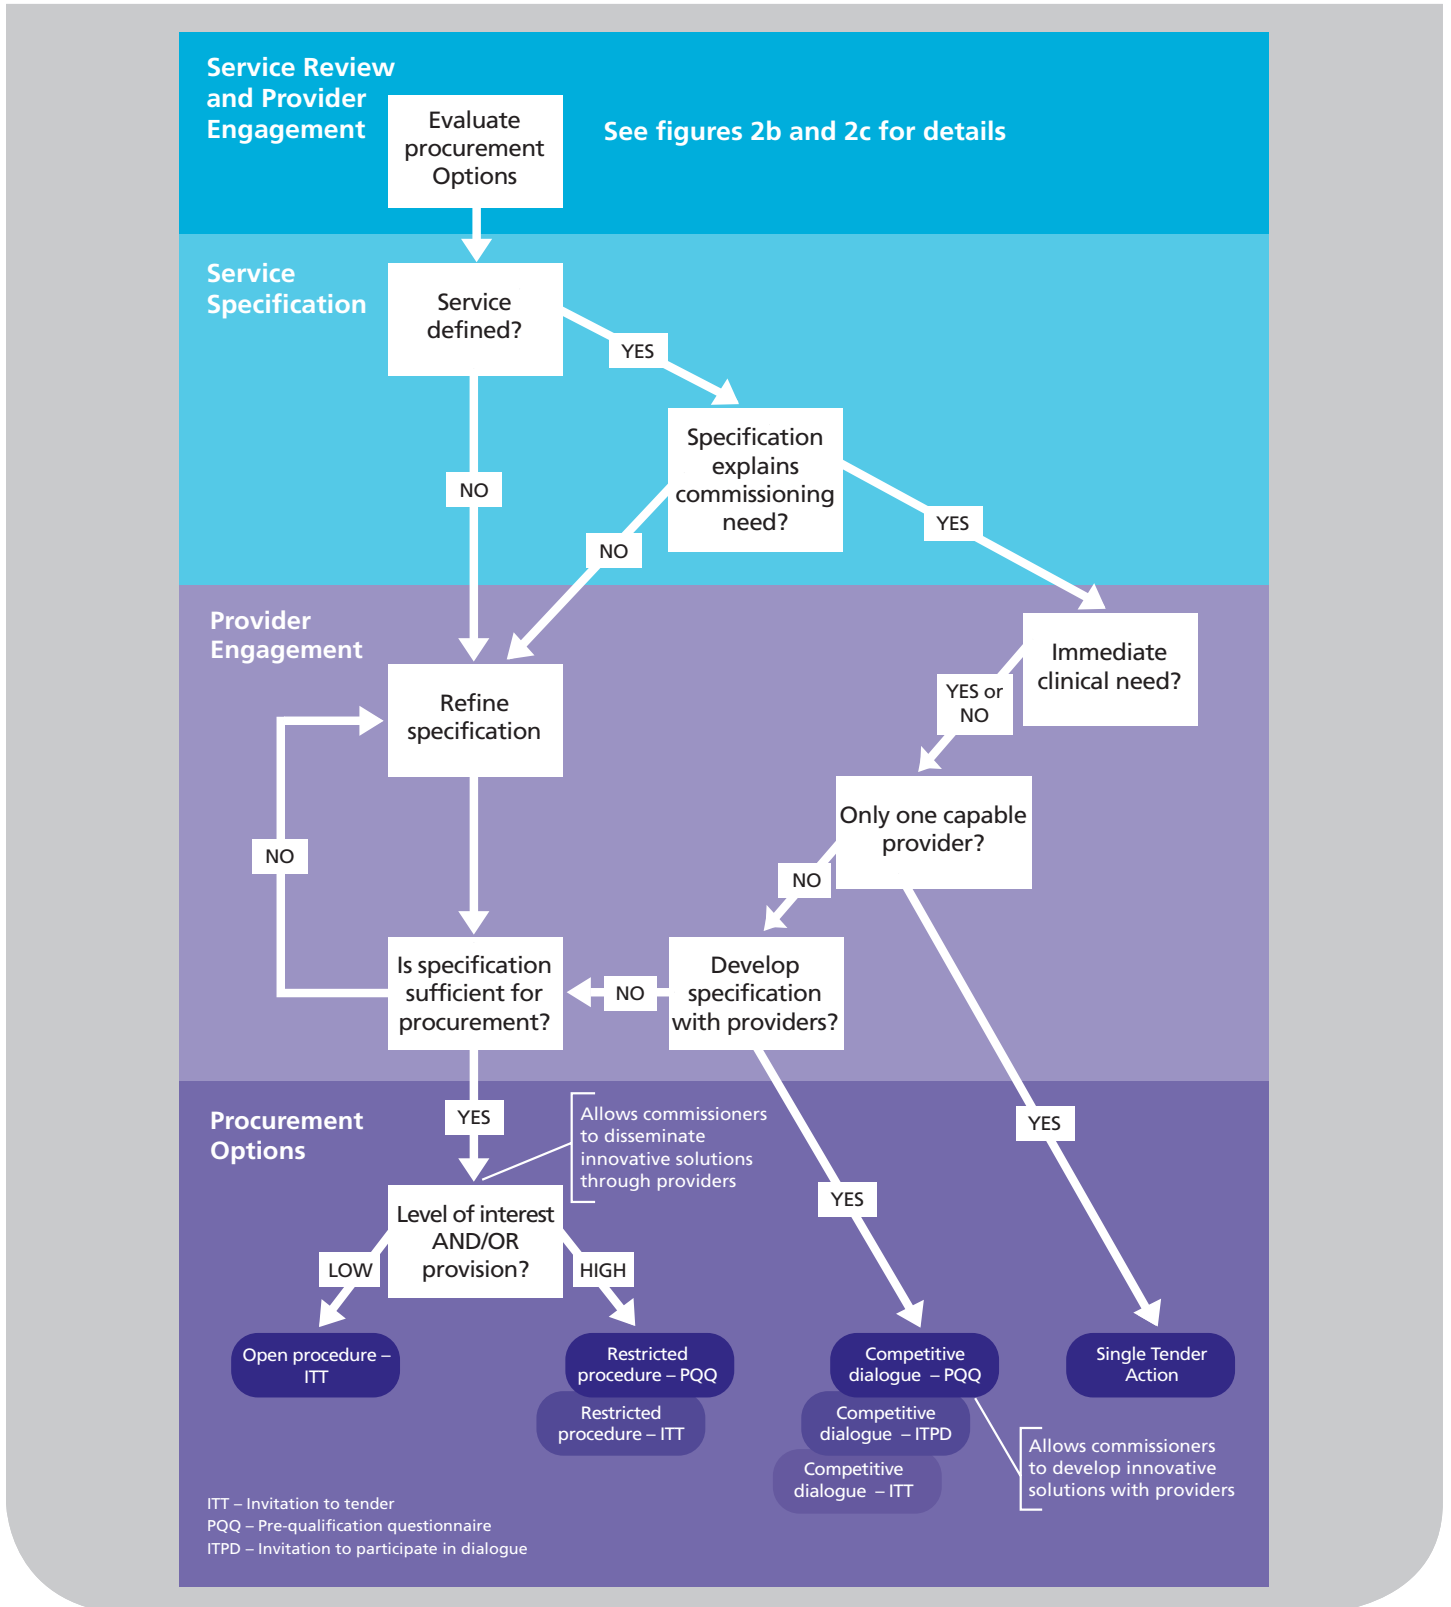 Service Review
and Provider
Engagement
Evaluate
procurement
Options
See figures 2b and 2c for details
Service
Specification
Service
defined?
YES
Specification
explains
commissioning
need?
NO
YES
NO
Provider
Engagement
Immediate
clinical need?
Refine
specification
YES or
NO
Only one capable
provider?
NO
NO
Is specification
sufficient for
procurement?
NO
Develop
specification
with providers?
Procurement
Options
YES
Allows commissioners
to disseminate
innovative solutions
through providers
YES
YES
Level of interest
AND/OR
provision?
LOW
HIGH
Open procedure –
ITT
Restricted
procedure – PQQ
Restricted
procedure – ITT
Competitive
dialogue – PQQ
Competitive
dialogue – ITPD
Competitive
dialogue – ITT
Single Tender
Action
Allows commissioners
to develop innovative
solutions with providers
ITT – Invitation to tender
PQQ – Pre-qualification questionnaire
ITPD – Invitation to participate in dialogue